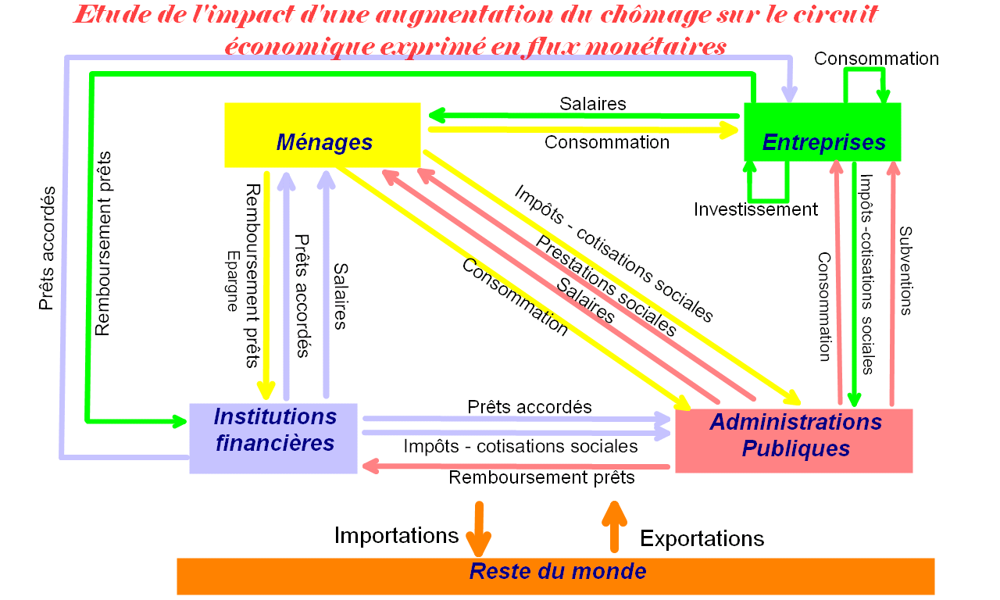 Etude de l'impact d'une augmentation du chômage sur le circuit
économique exprimé en flux monétaires
Consommation
Salaires
Ménages
Consommation
Entreprises
Investissement
Prêts accordés
Remboursement prêts
Remboursement prêts
Epargne
Prêts accordés
Salaires
Impôts - cotisations sociales
Prestations sociales
Salaires
Consommation
Consommation
Impôts -cotisations sociales
Subventions
Institutions
financières
Prêts accordés
Impôts - cotisations sociales
Remboursement prêts
Administrations
Publiques
Importations
Exportations
Reste du monde